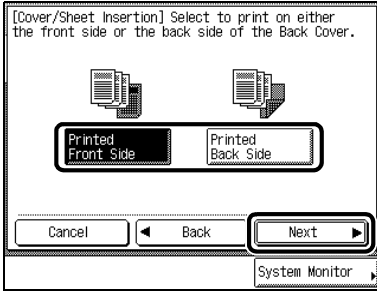 [Cover/Sheet Insertion] Select to print on either
the front side or the back side of the Back Cover.
Printed
Front Side
Printed
Back Side
Cancel
Back
Next
System Monitor